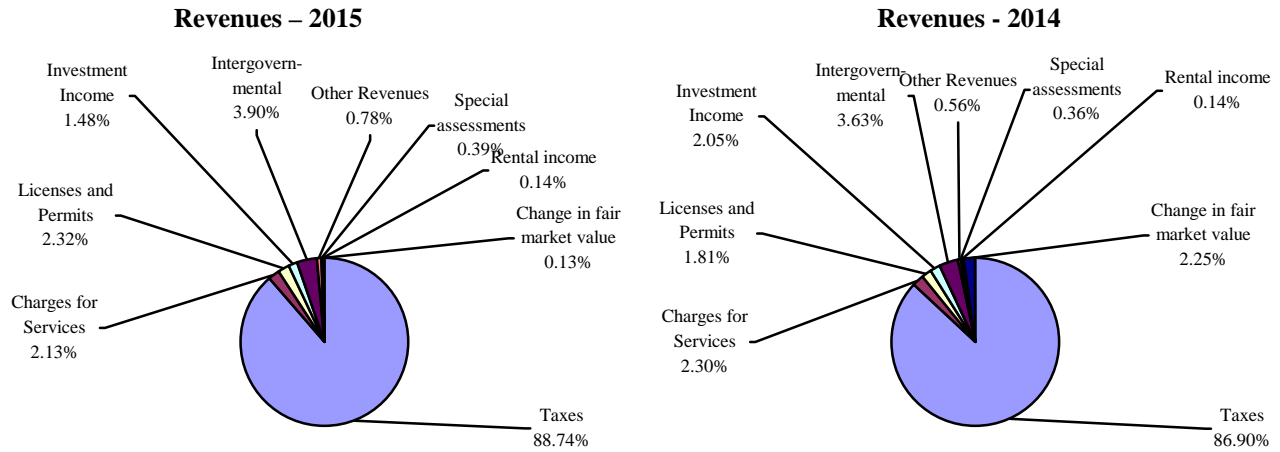 Revenues – 2015
Investment
Income
1.48%
Intergovern-
mental
3.90%
Other Revenues
0.78%
Special
assessments
0.39%
Rental income
0.14%
Licenses and
Permits
2.32%
Change in fair
market value
0.13%
Charges for
Services
2.13%
Taxes
88.74%
Revenues - 2014
Investment
Income
2.05%
Intergovern-
mental
3.63%
Other Revenues
0.56%
Special
assessments
0.36%
Rental income
0.14%
Licenses and
Permits
1.81%
Change in fair
market value
2.25%
Charges for
Services
2.30%
Taxes
86.90%